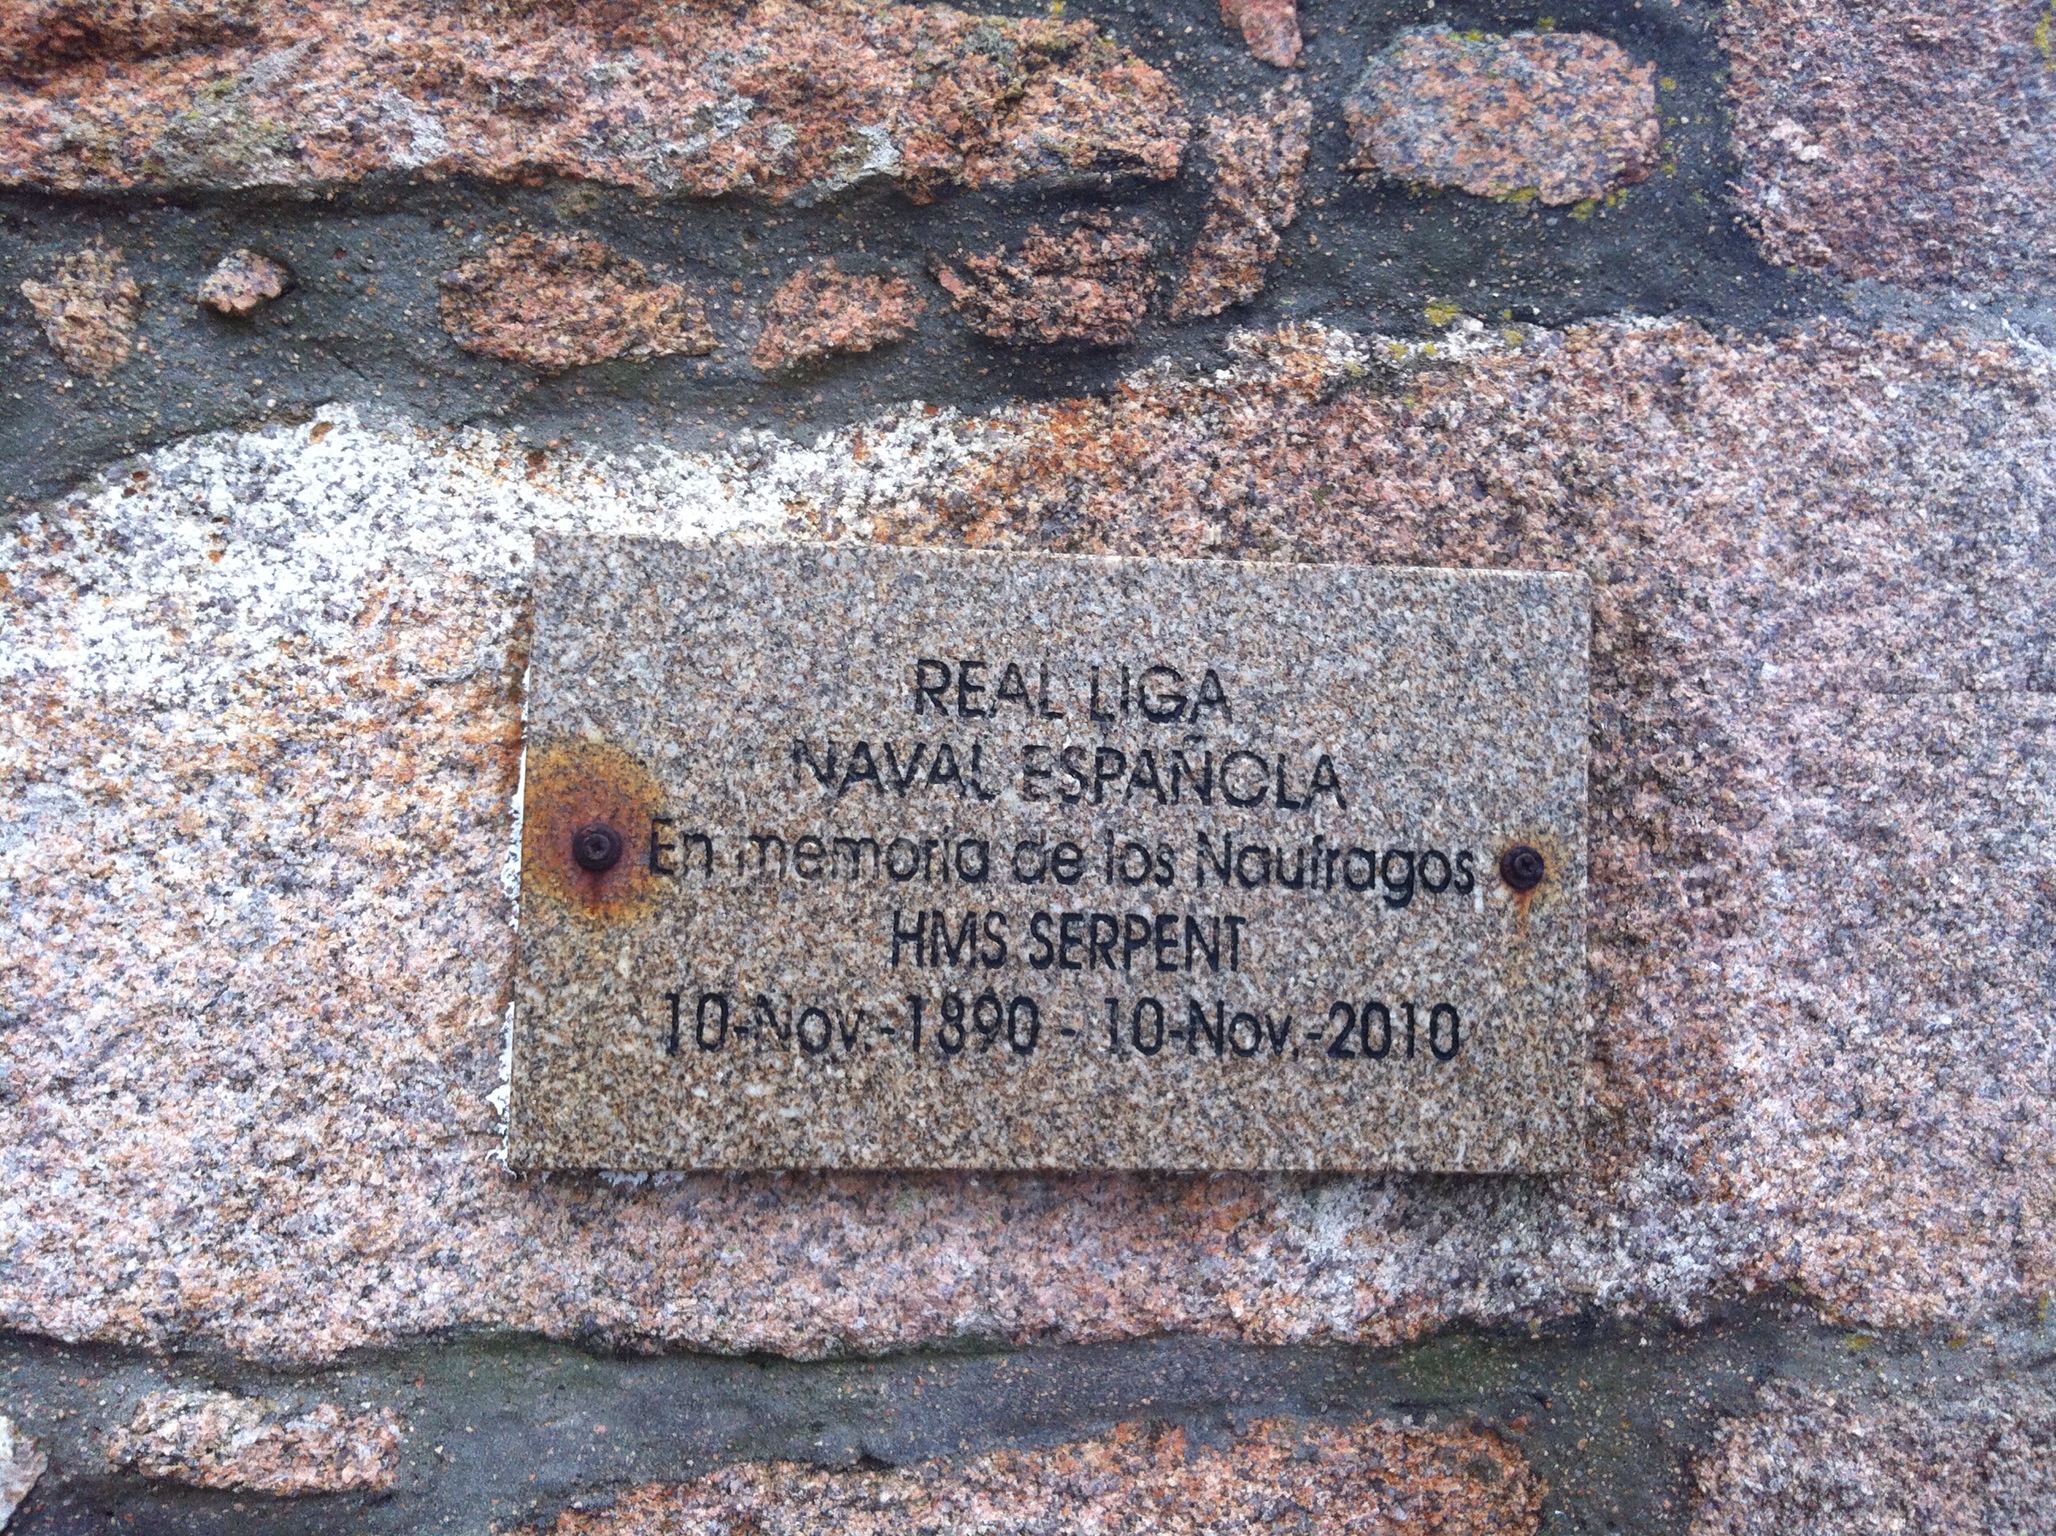 REAL LIGA
NAVAL ESPAÑOLA
En memoria de los Naufragos
HMS SERPENT
10-Nov.-1890 - 10-Nov.-2010